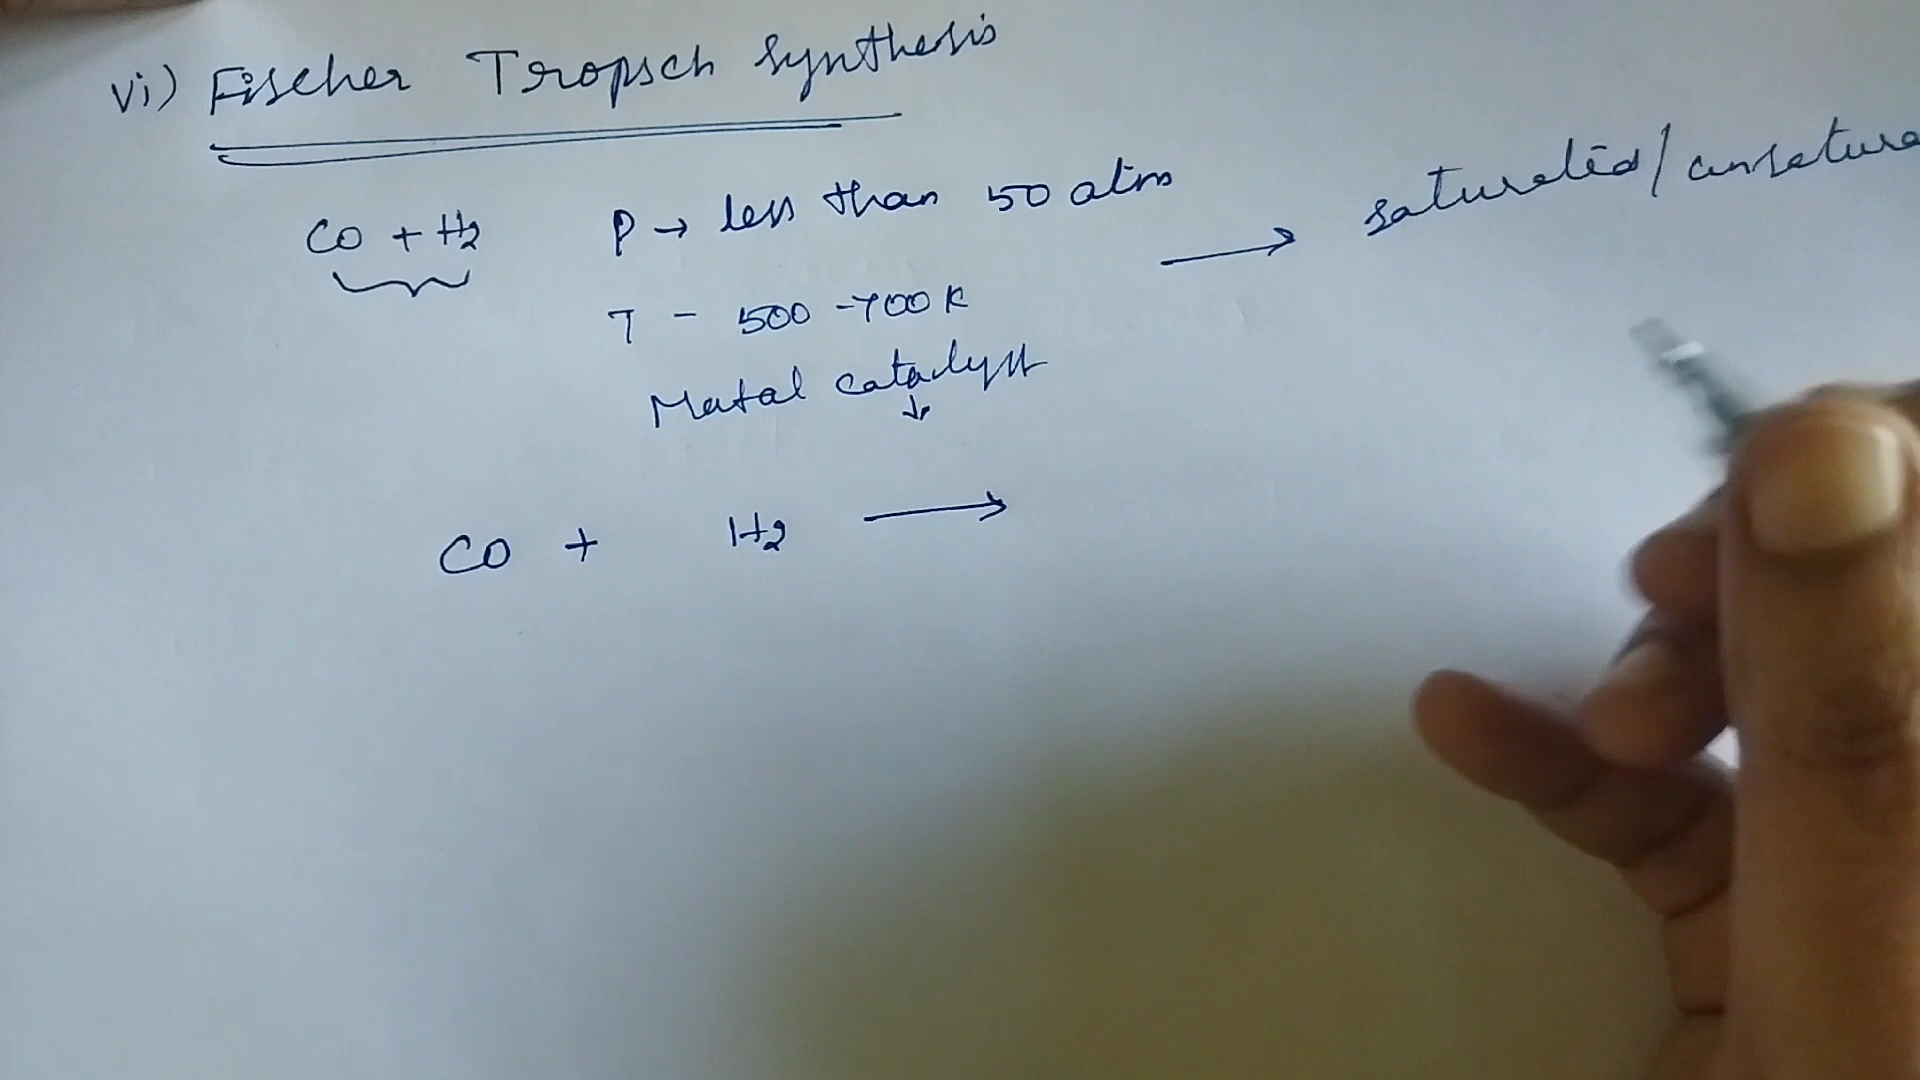 vi) Fischer Tropsch Synthesis
CO + H2 P → less than 50 atm → saturated/unsatura
T - 500 - 700 K
Metal catalyst
↓
CO + H2 →